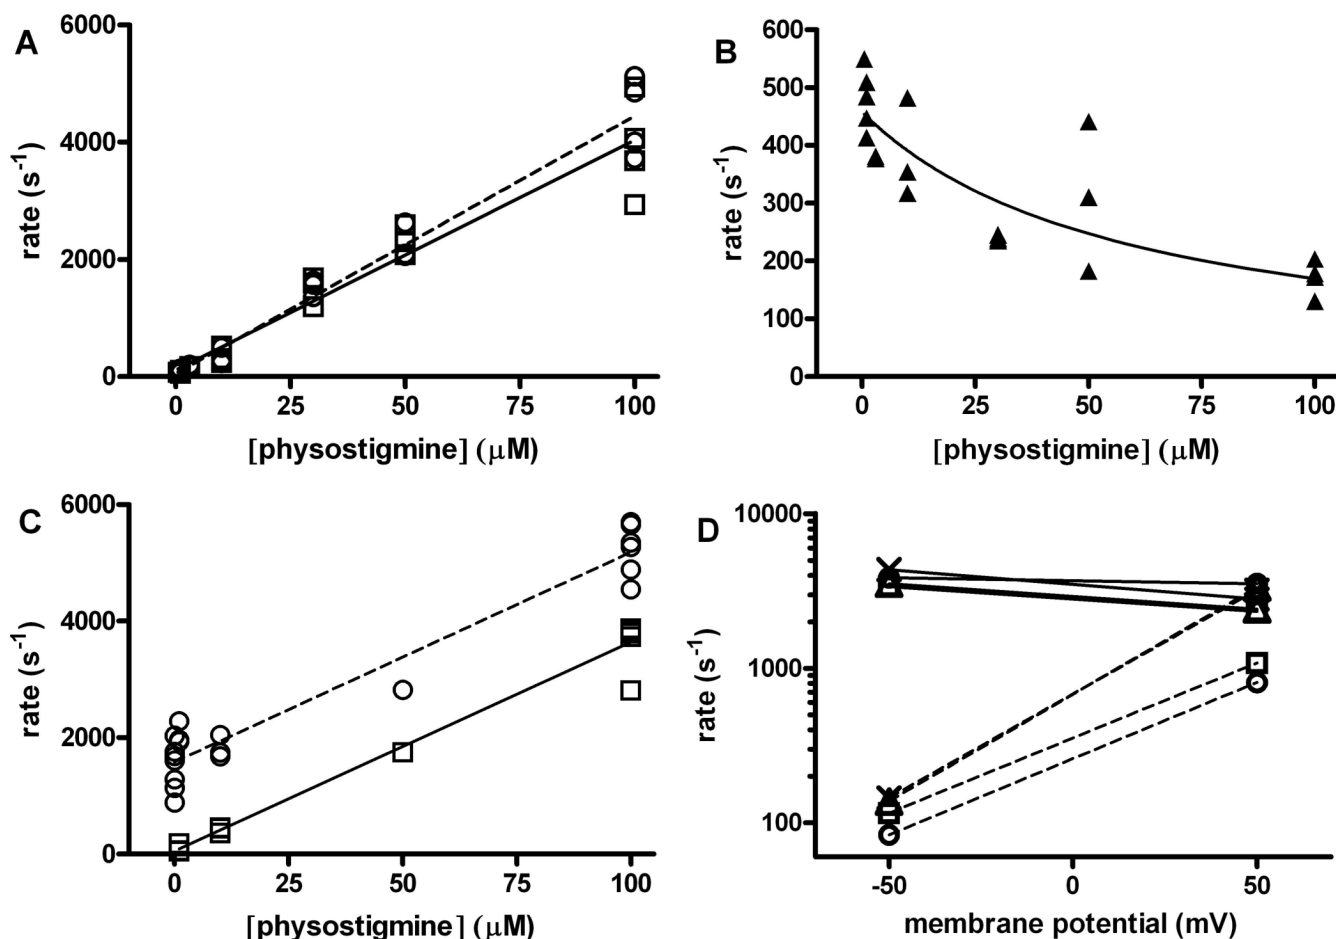 A
rate (s⁻¹)
6000
4000
2000
0
0 25 50 75 100
[physostigmine] (μM)
B
rate (s⁻¹)
600
500
400
300
200
100
0
0 25 50 75 100
[physostigmine] (μM)
C
rate (s⁻¹)
6000
4000
2000
0
0 25 50 75 100
[physostigmine] (μM)
D
rate (s⁻¹)
10000
1000
100
-50 0 50
membrane potential (mV)